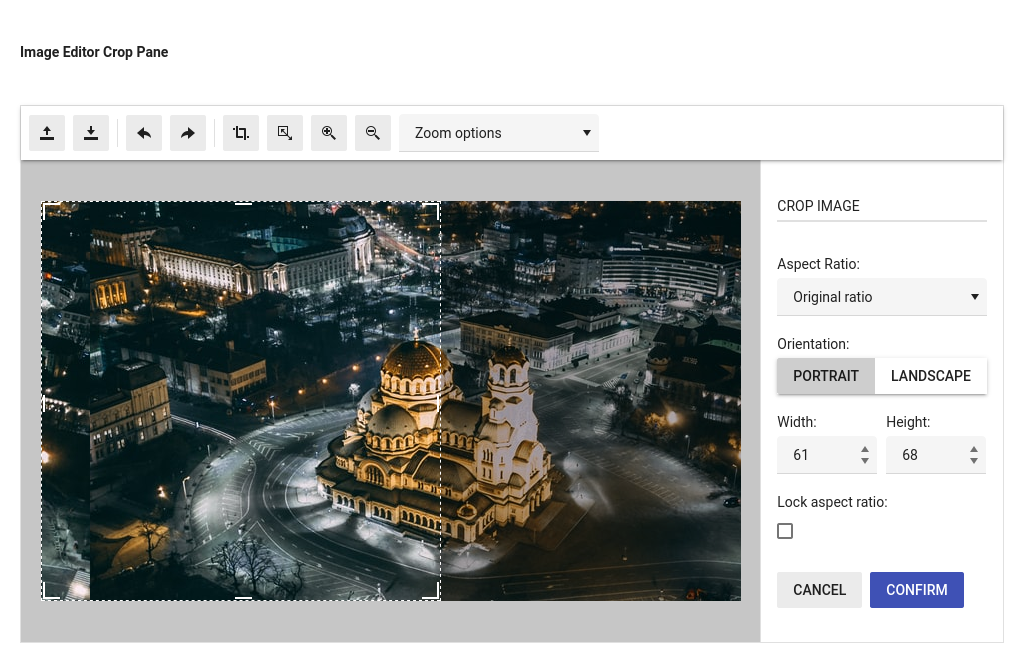 Image Editor Crop Pane
Zoom options
CROP IMAGE
Aspect Ratio:
Original ratio
Orientation:
PORTRAIT LANDSCAPE
Width: Height:
61 68
Lock aspect ratio:
CANCEL CONFIRM